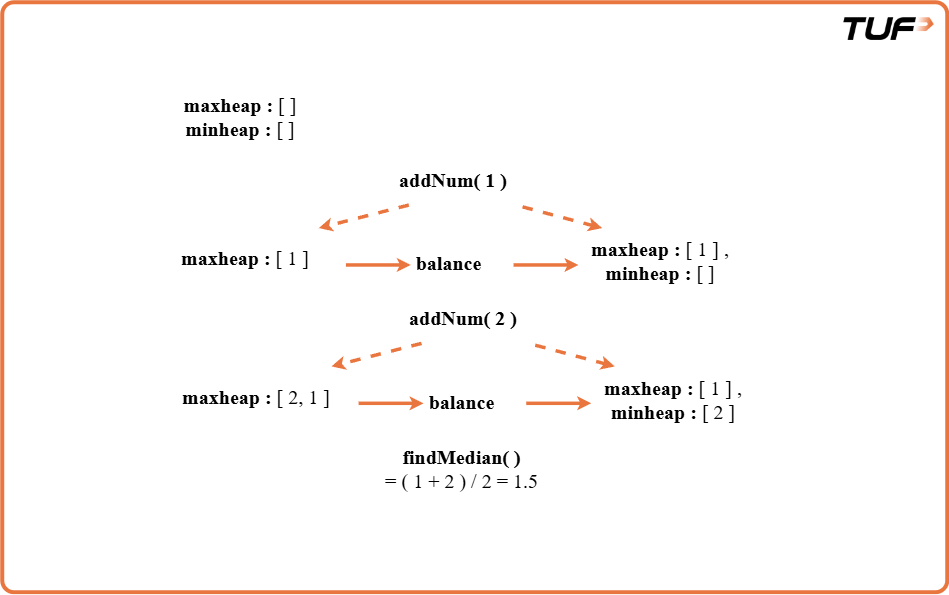 TUF
maxheap : [ ]
minheap : [ ]
addNum( 1 )
maxheap : [ 1 ]
balance
maxheap : [ 1 ] ,
minheap : [ ]
addNum( 2 )
maxheap : [ 2, 1 ]
balance
maxheap : [ 1 ] ,
minheap : [ 2 ]
findMedian( )
= ( 1 + 2 ) / 2 = 1.5